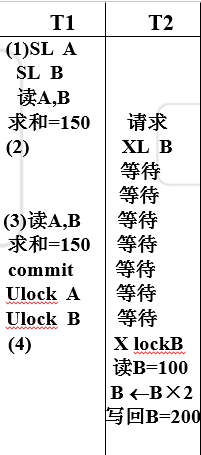 T1 T2
(1)SL A
SL B
读A,B
求和=150 请求
(2) XL B
等待
等待
(3)读A,B 等待
求和=150 等待
commit 等待
Ulock A 等待
Ulock B 等待
(4) X lockB
读B=100
B ←B×2
写回B=200